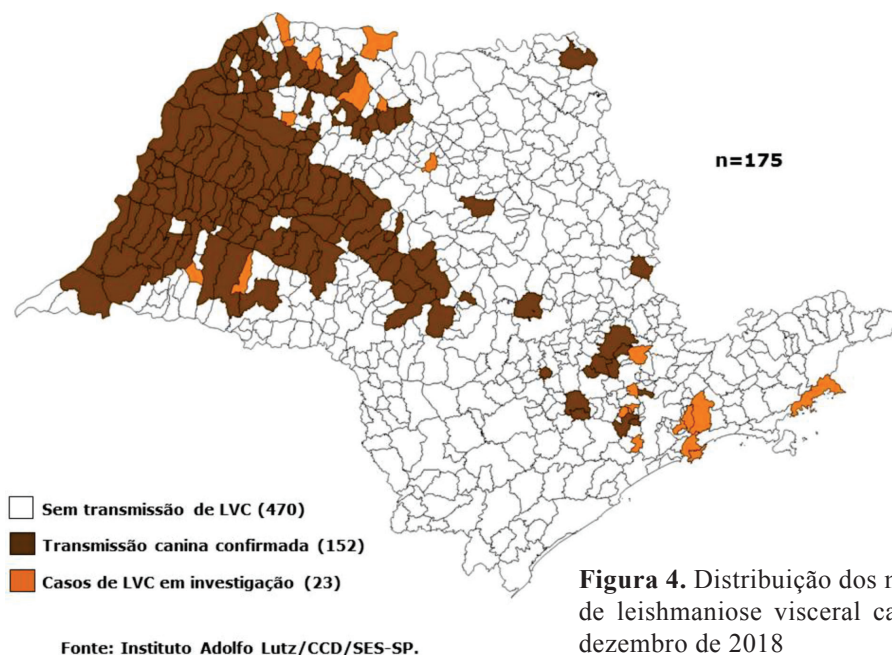 n=175
Sem transmissão de LVC (470)
Transmissão canina confirmada (152)
Casos de LVC em investigação (23)
Fonte: Instituto Adolfo Lutz/CCD/SES-SP.
Figura 4. Distribuição dos
de leishmaniose visceral
dezembro de 2018